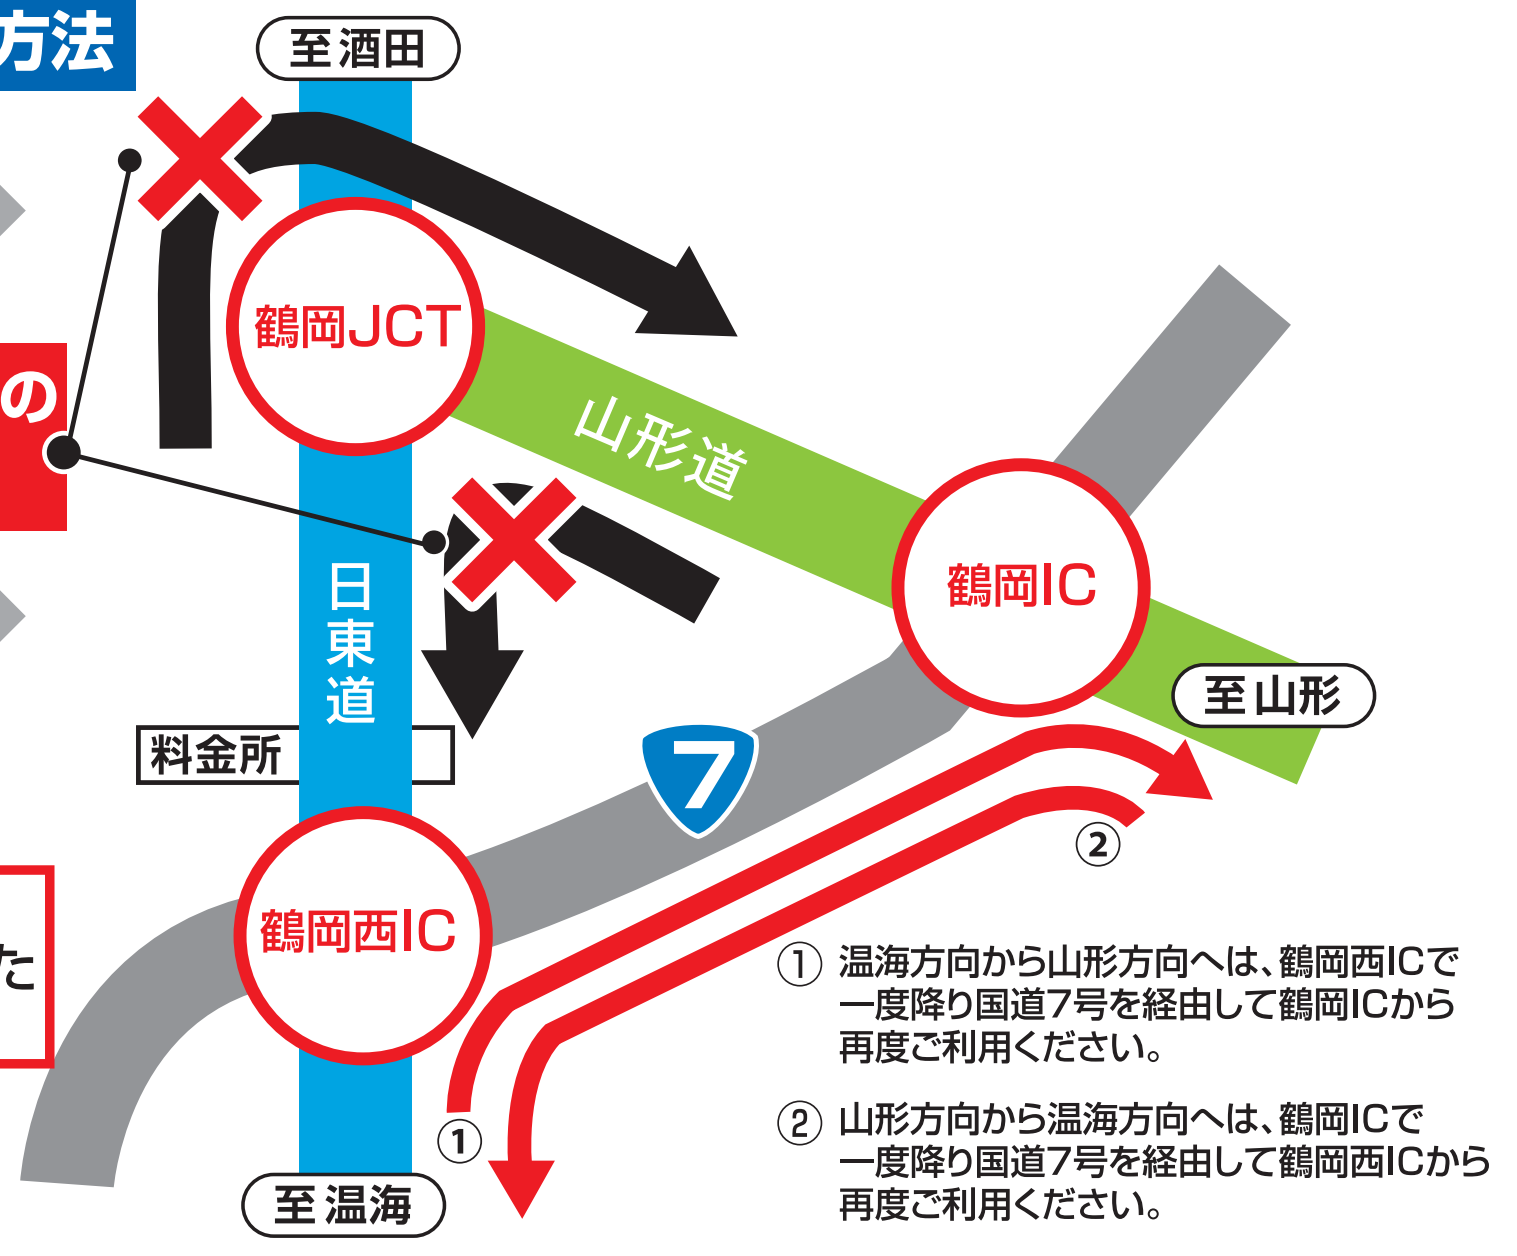 方法
至酒田
鶴岡JCT
の
山形道
鶴岡IC
日東道
至山形
料金所
7
②
鶴岡西IC
た
① 温海方向から山形方向へは、鶴岡西ICで
一度降り国道7号を経由して鶴岡ICから
再度ご利用ください。
② 山形方向から温海方向へは、鶴岡ICで
一度降り国道7号を経由して鶴岡西ICから
再度ご利用ください。
①
至温海